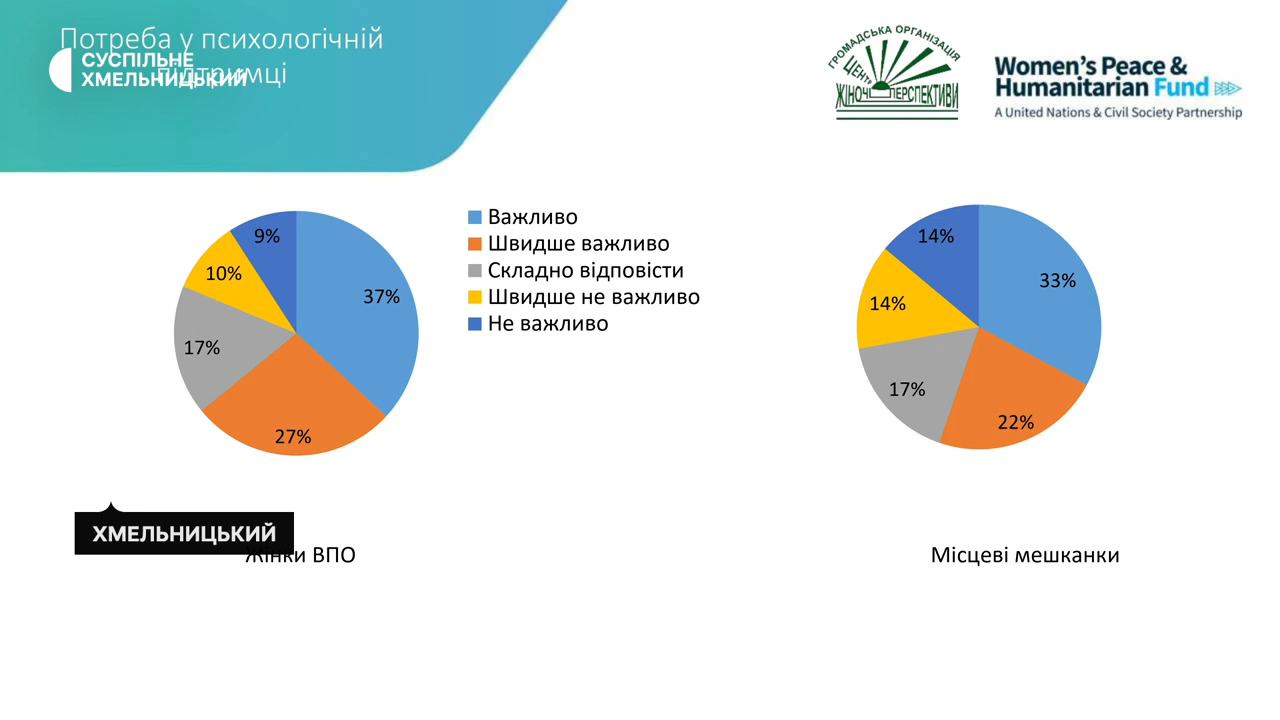 Потреба у психологічній
підтримці
СУСПІЛЬНЕ
ХМЕЛЬНИЦЬКИЙ
ГРОМАДСЬКА ОРГАНІЗАЦІЯ
ЦЕНТР
ЖІНОЧІ ПЕРСПЕКТИВИ
Women's Peace &
Humanitarian Fund
A United Nations & Civil Society Partnership
9%
10%
37%
17%
27%
Важливо
Швидше важливо
Складно відповісти
Швидше не важливо
Не важливо
14%
33%
14%
17%
22%
ХМЕЛЬНИЦЬКИЙ
Жінки ВПО
Місцеві мешканки